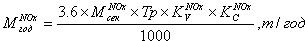 M_год^NOx = 3.6 × M_сек^NOx × Tp × K_V^NOx × K_C^NOx / 1000 , т / год